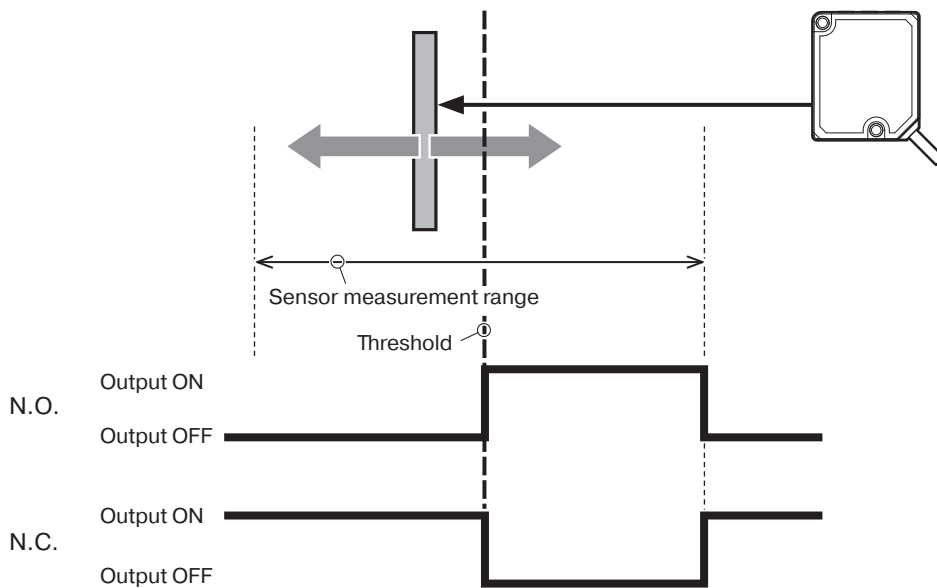 Sensor measurement range
Threshold
N.O.
Output ON
Output OFF
N.C.
Output ON
Output OFF